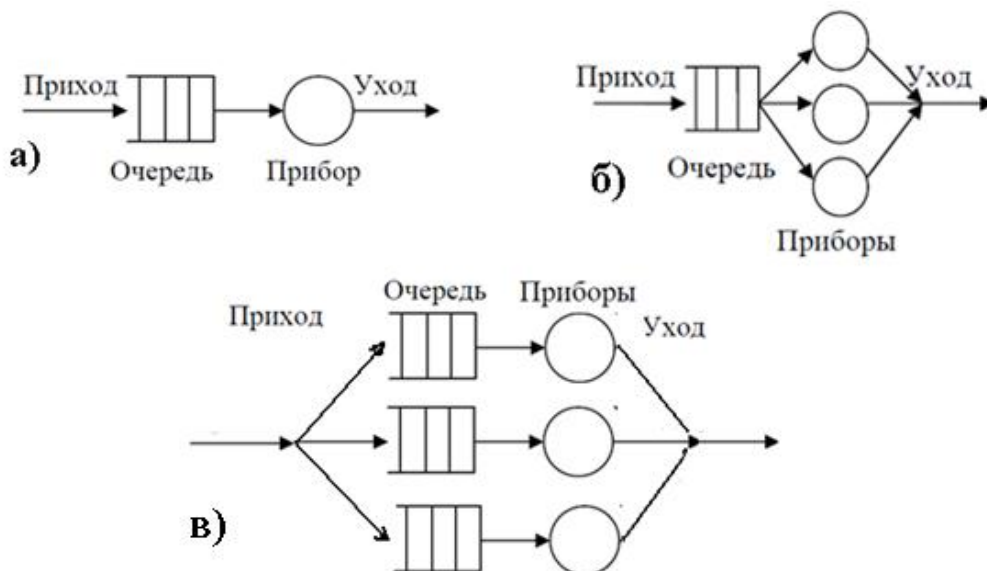 Приход
Уход
а)
Очередь
Прибор
Приход
Уход
Очередь
б)
Приборы
Очередь
Приборы
Приход
Уход
в)